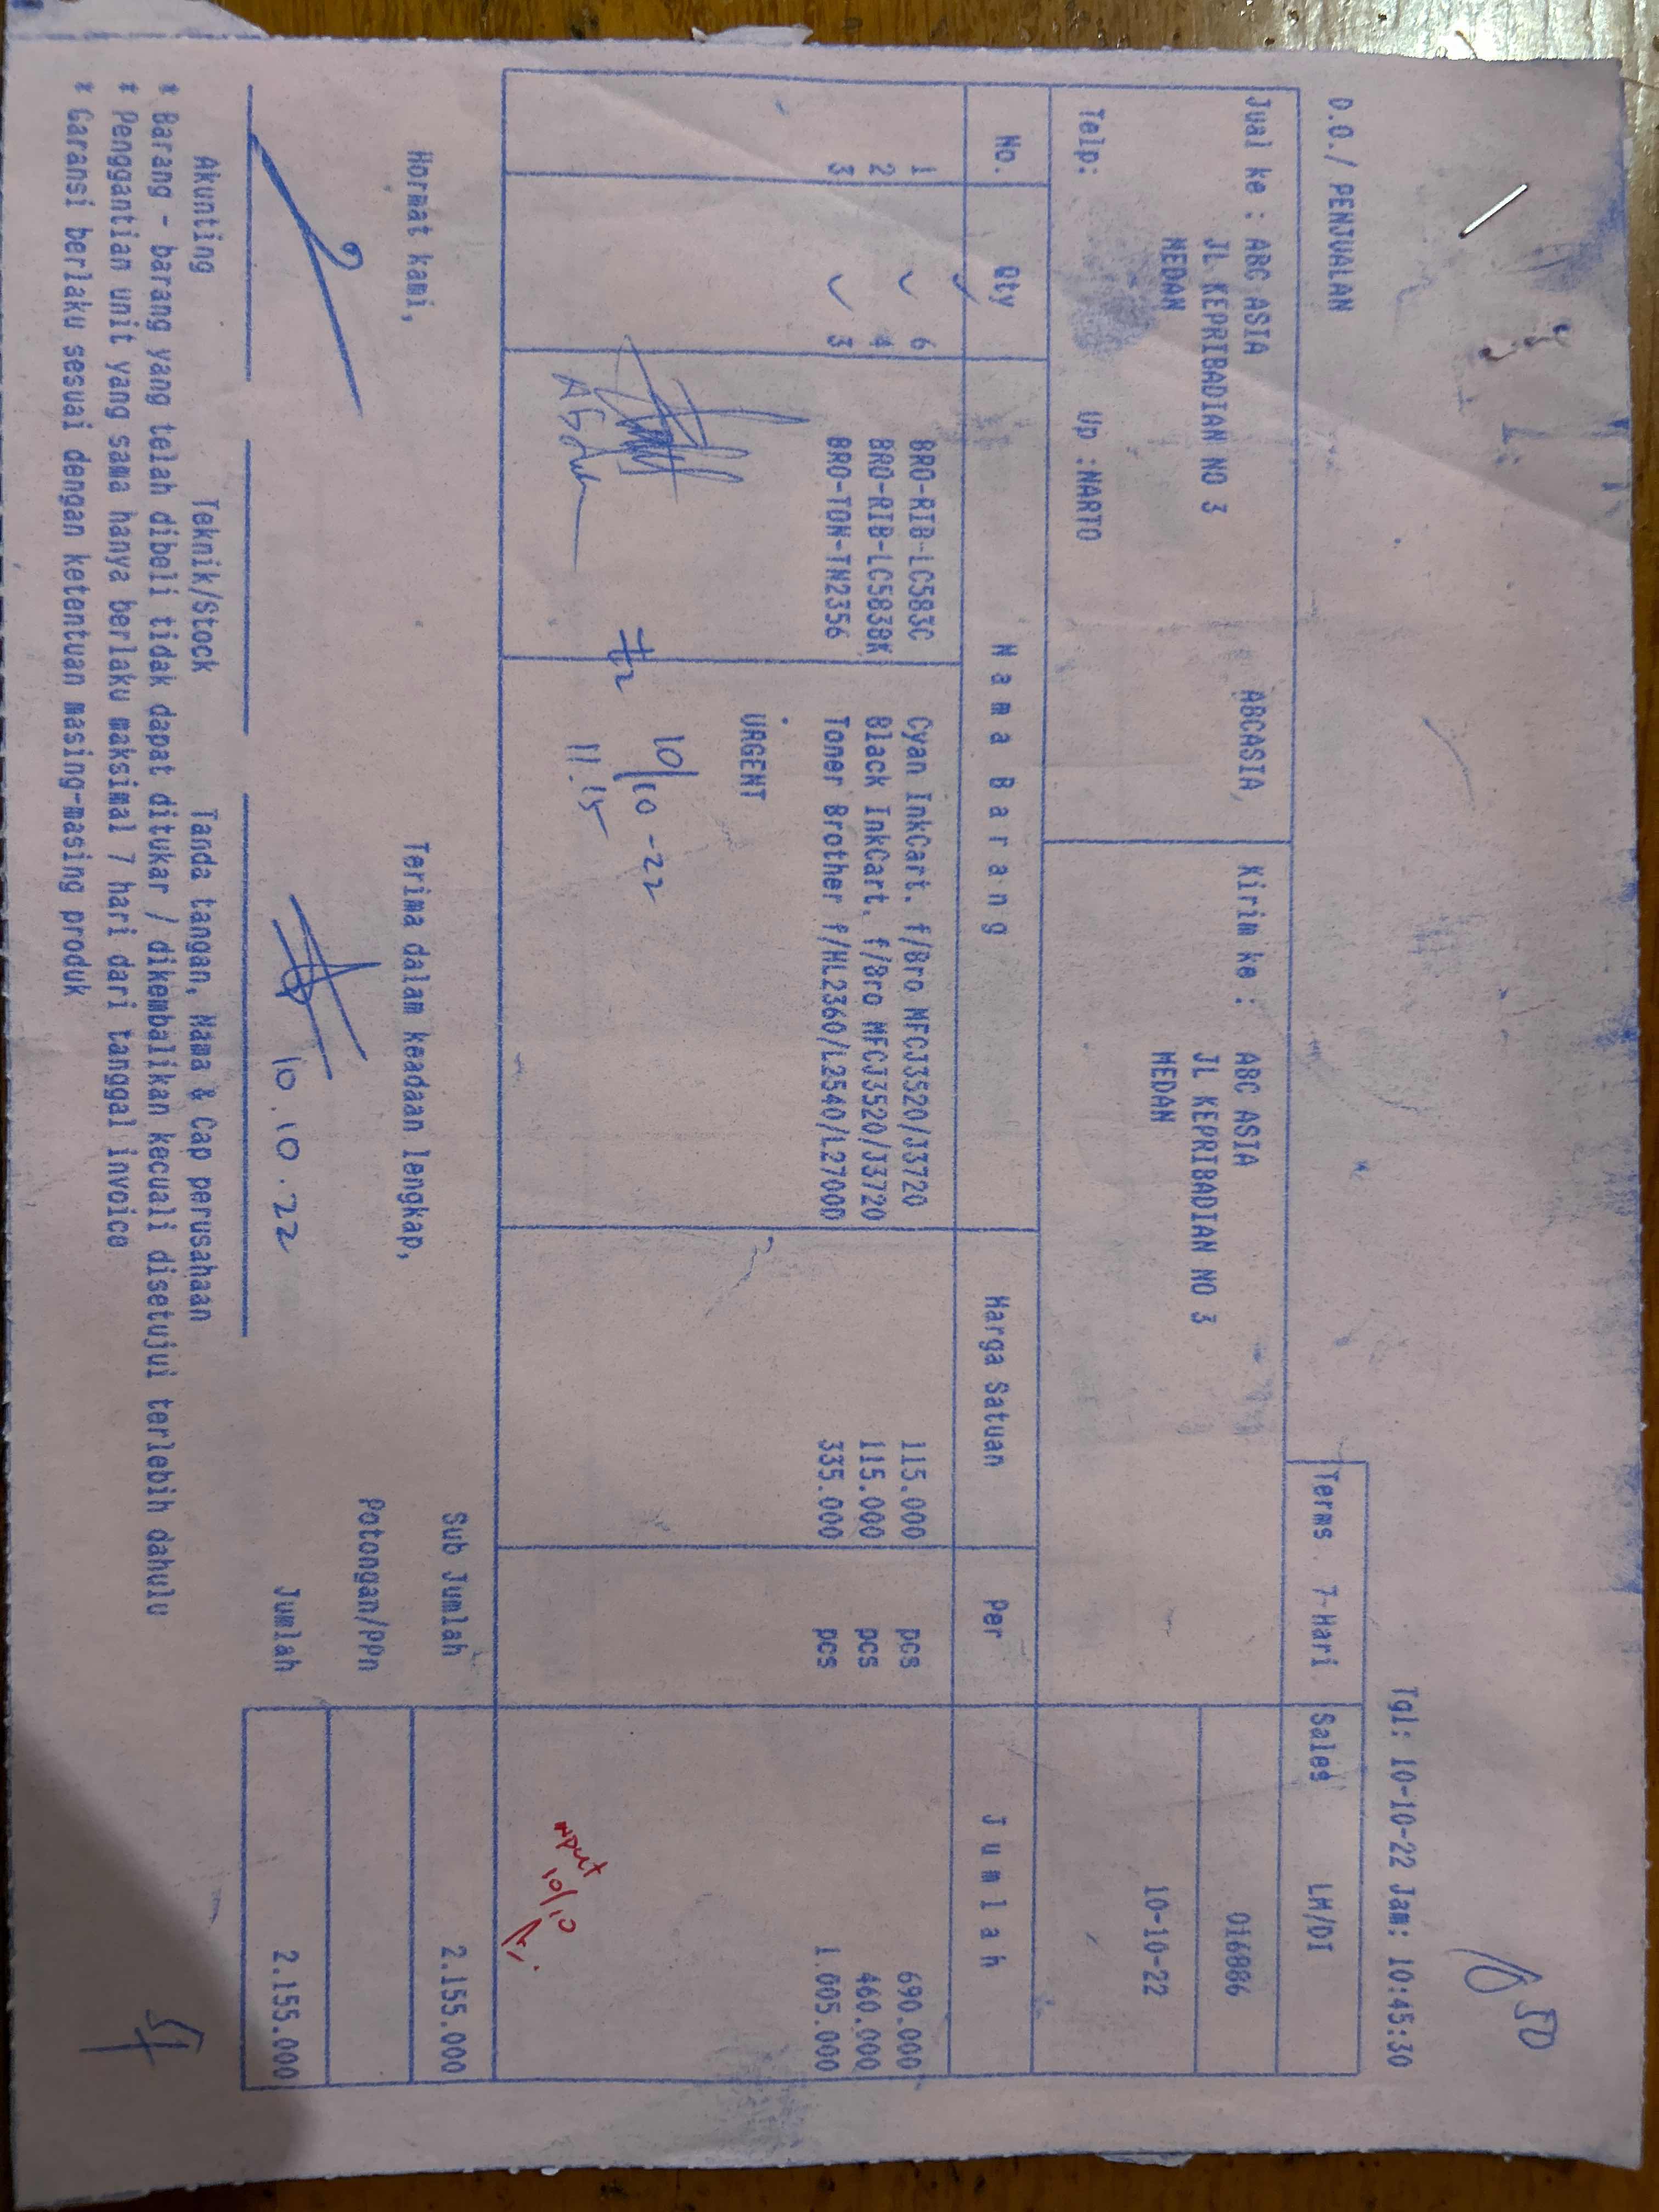 50
Tgl: 10-10-22 Jam: 10:45:30
D.O./ PENJUALAN
Terms. 7 Hari Sales LM/DI
Jual ke : ABC ASIA ABCASIA, Kirim ke : ABC ASIA 016886
JL KEPRIBADIAN NO 3 JL KEPRIBADIAN NO 3
MEDAN MEDAN 10-10-22
Telp: Up :NARTO
No. Qty Nama Barang Harga Satuan Per Jumlah
1 6 BRO-RIB-LC583C Cyan InkCart. f/Bro MFCJ3520/J3720 115.000 pcs 690.000
2 4 BRO-RIB-LC583BK Black InkCart. f/Bro MFCJ3520/J3720 115.000 pcs 460.000
3 3 BRO-TON-TN2356 Toner Brother f/HL2360/L2540/L2700D 335.000 pcs 1.005.000
URGENT
10/10-22
11.15
input 10/10
Hormat kami, Terima dalam keadaan lengkap, Sub Jumlah 2.155.000
Potongan/PPn
10.10.22 Jumlah 2.155.000
Akunting Teknik/Stock Tanda tangan, Nama & Cap perusahaan
* Barang - barang yang telah dibeli tidak dapat ditukar / dikembalikan kecuali disetujui terlebih dahulu
* Penggantian unit yang sama hanya berlaku maksimal 7 hari dari tanggal invoice
* Garansi berlaku sesuai dengan ketentuan masing-masing produk